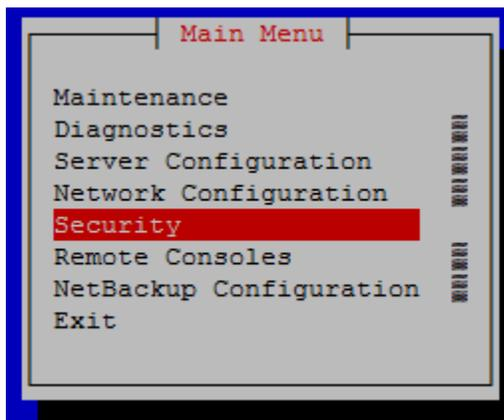 Main Menu
Maintenance
Diagnostics
Server Configuration
Network Configuration
Security
Remote Consoles
NetBackup Configuration
Exit